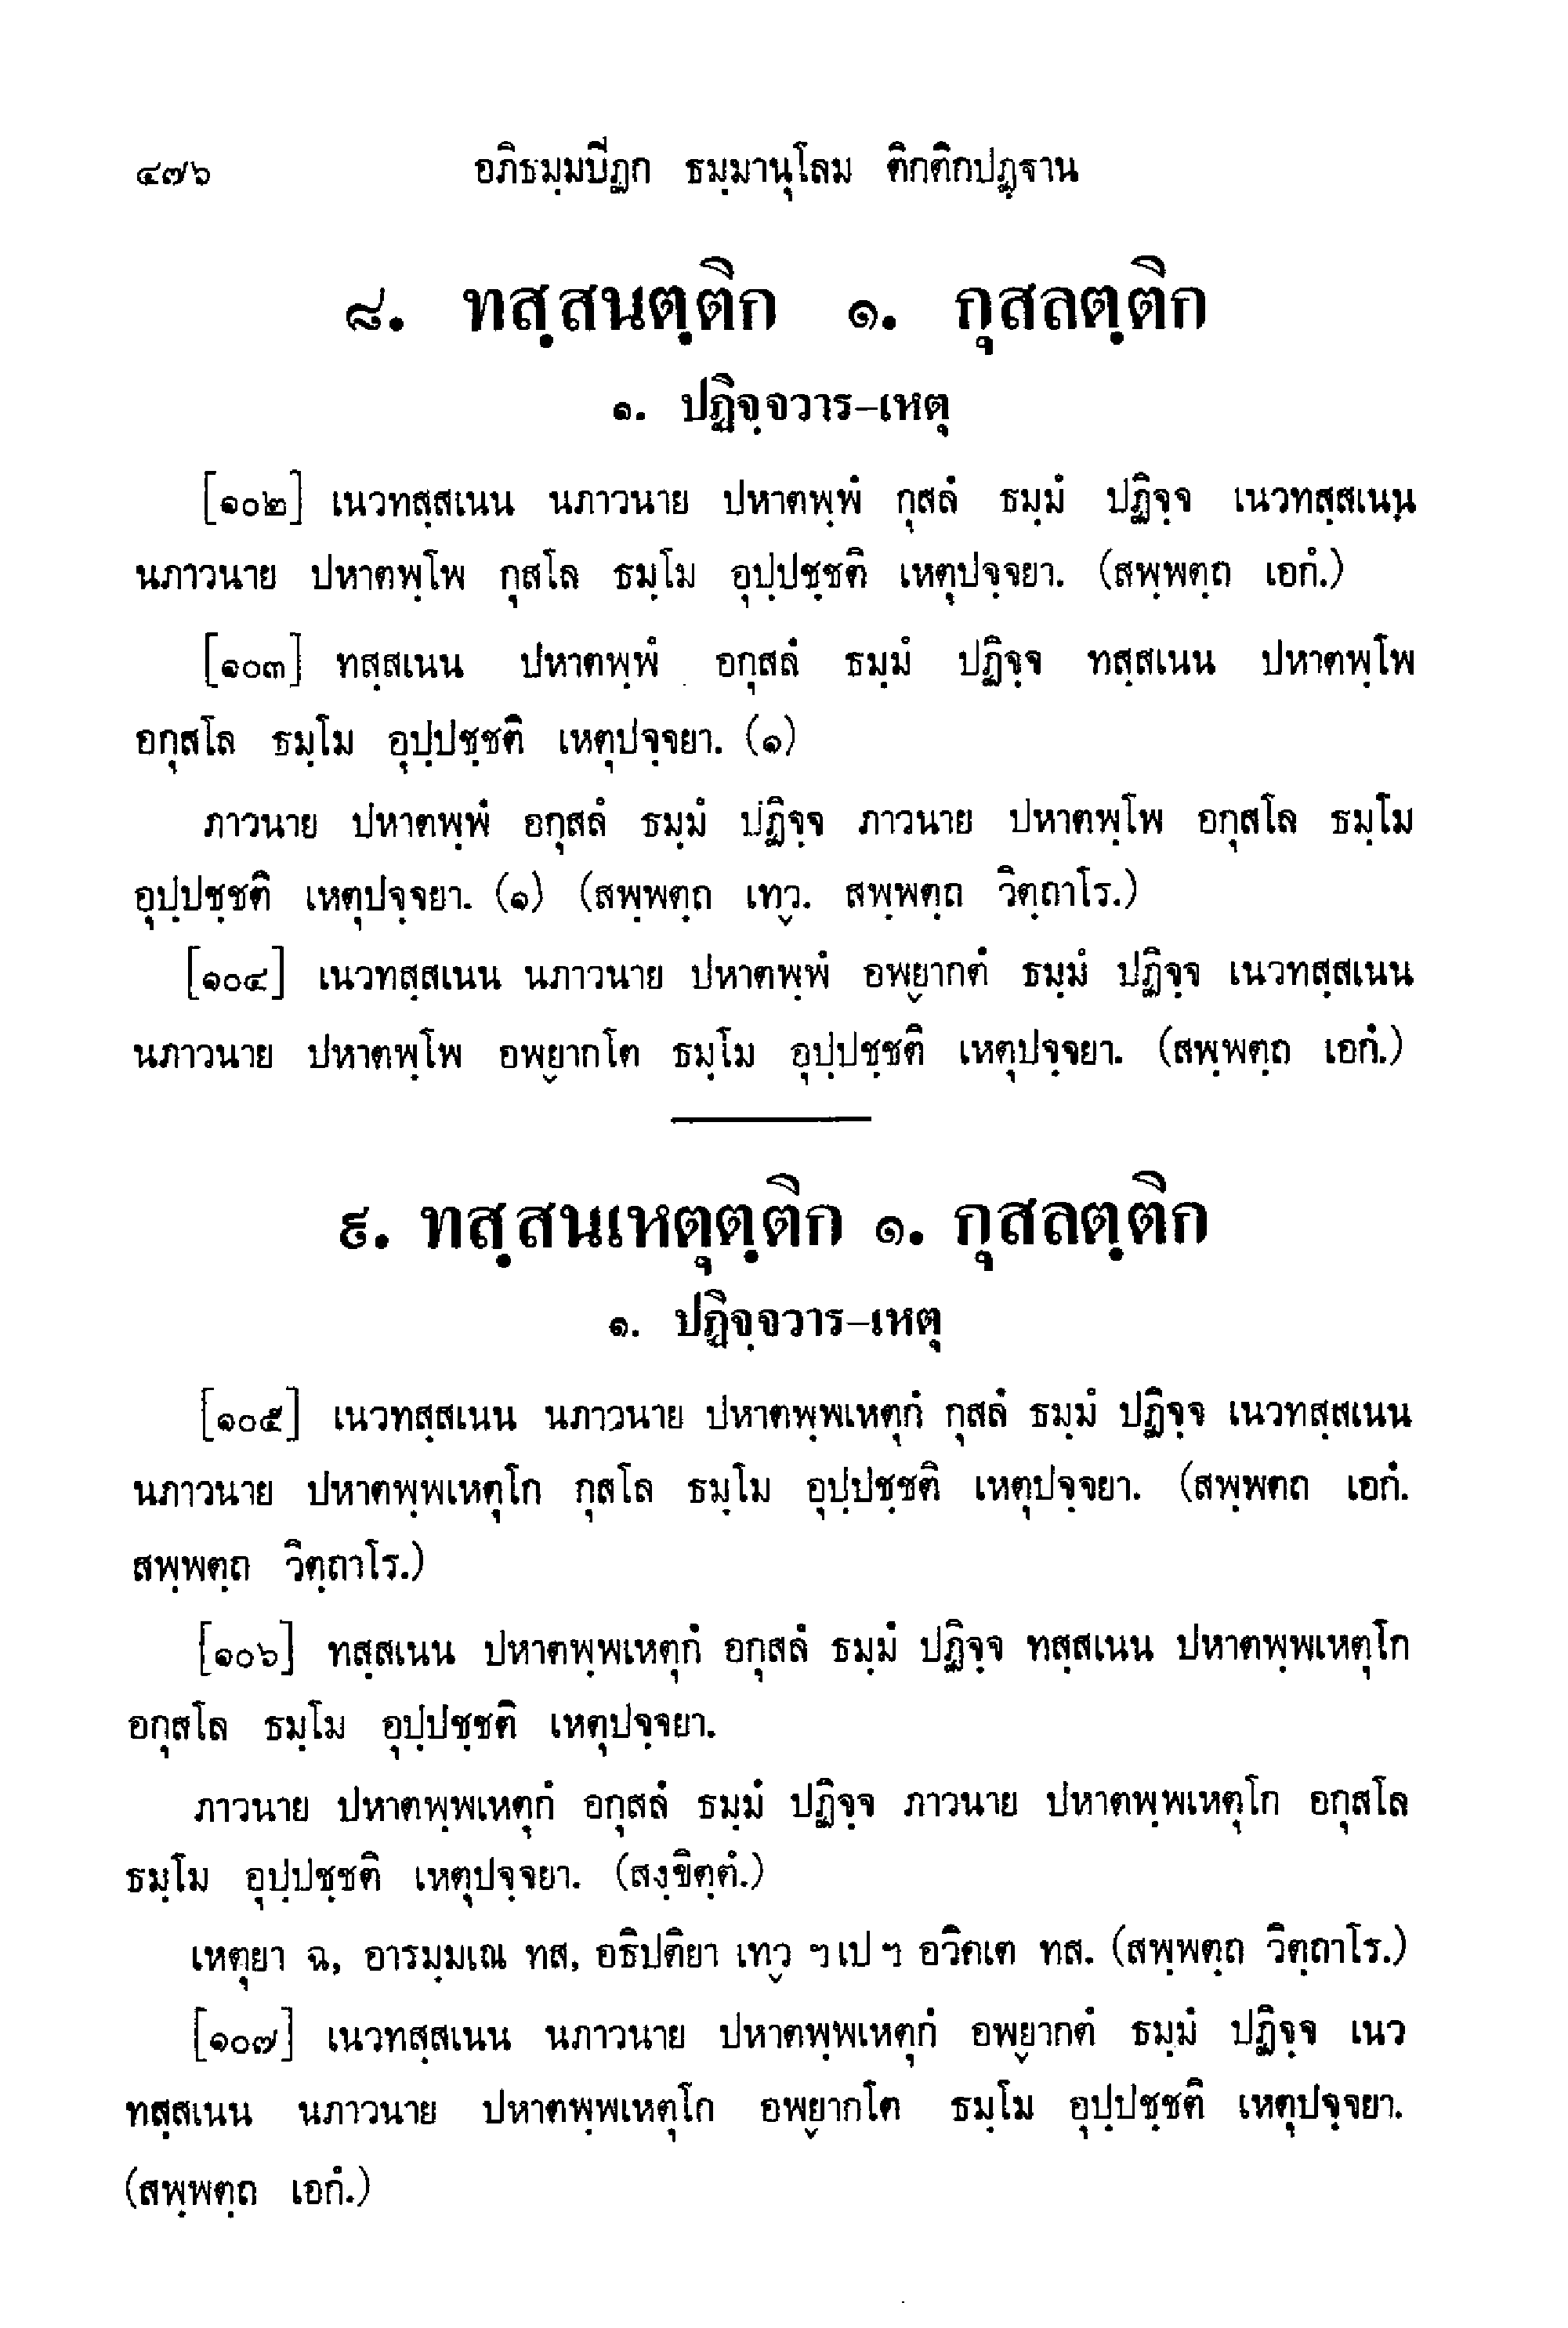 ๔๗๖ อภิธมฺมปิฏก ธมฺมานุโลม ติกติกปฏฺฐาน
๘. ทสฺสนตฺติก ๑. กุสลตฺติก
๑. ปฏิจฺจวาร-เหตุ
[๑๐๒] เนวทสฺสเนน นภาวนาย ปหาตพฺพํ กุสลํ ธมฺมํ ปฏิจฺจ เนวทสฺสเนนฺ
นภาวนาย ปหาตพฺโพ กุสโล ธมฺโม อุปฺปชฺชติ เหตุปจฺจยา. (สพฺพตฺถ เอกํ.)
[๑๐๓] ทสฺสเนน ปหาตพฺพํ อกุสลํ ธมฺมํ ปฏิจฺจ ทสฺสเนน ปหาตพฺโพ
อกุสโล ธมฺโม อุปฺปชฺชติ เหตุปจฺจยา. (๑)
ภาวนาย ปหาตพฺพํ อกุสลํ ธมฺมํ ปฏิจฺจ ภาวนาย ปหาตพฺโพ อกุสโล ธมฺโม
อุปฺปชฺชติ เหตุปจฺจยา. (๑) (สพฺพตฺถ เทฺว. สพฺพตฺถ วิตฺถาโร.)
[๑๐๔] เนวทสฺสเนน นภาวนาย ปหาตพฺพํ อพฺยากตํ ธมฺมํ ปฏิจฺจ เนวทสฺสเนน
นภาวนาย ปหาตพฺโพ อพฺยากโต ธมฺโม อุปฺปชฺชติ เหตุปจฺจยา. (สพฺพตฺถ เอกํ.)
๙. ทสฺสนเหตุตฺติก ๑. กุสลตฺติก
๑. ปฏิจฺจวาร-เหตุ
[๑๐๕] เนวทสฺสเนน นภาวนาย ปหาตพฺพเหตุกํ กุสลํ ธมฺมํ ปฏิจฺจ เนวทสฺสเนน
นภาวนาย ปหาตพฺพเหตุโก กุสโล ธมฺโม อุปฺปชฺชติ เหตุปจฺจยา. (สพฺพตถ เอกํ.
สพฺพตฺถ วิตฺถาโร.)
[๑๐๖] ทสฺสเนน ปหาตพฺพเหตุกํ อกุสลํ ธมฺมํ ปฏิจฺจ ทสฺสเนน ปหาตพฺพเหตุโก
อกุสโล ธมฺโม อุปฺปชฺชติ เหตุปจฺจยา.
ภาวนาย ปหาตพฺพเหตุกํ อกุสลํ ธมฺมํ ปฏิจฺจ ภาวนาย ปหาตพฺพเหตุโก อกุสโล
ธมฺโม อุปฺปชฺชติ เหตุปจฺจยา. (สงฺขิตฺตํ.)
เหตุยา ฉ, อารมฺมเณ ทส, อธิปติยา เทฺว ฯ เป ฯ อวิคเต ทส. (สพฺพตฺถ วิตฺถาโร.)
[๑๐๗] เนวทสฺสเนน นภาวนาย ปหาตพฺพเหตุกํ อพฺยากตํ ธมฺมํ ปฏิจฺจ เนว
ทสฺสเนน นภาวนาย ปหาตพฺพเหตุโก อพฺยากโต ธมฺโม อุปฺปชฺชติ เหตุปจฺจยา.
(สพฺพตฺถ เอกํ.)